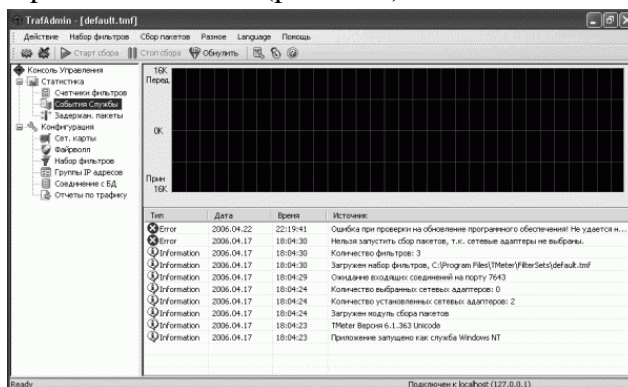 TrafAdmin - [default.tmf]
Действие Набор фильтров Сбор пакетов Разное Language Помощь
Старт сбора Стоп сбора Обнулить
Консоль Управления
Статистика
Счетчики фильтров
События Службы
Задержан. пакеты
Конфигурация
Сет. карты
Файрволл
Набор фильтров
Группы IP адресов
Соединение с БД
Отчеты по трафику
16K
Перед
0K
Прин
16K
Тип Дата Время Источник
Error 2006.04.22 22:19:41 Ошибка при проверки на обновление программного обеспечения! Не удается н...
Error 2006.04.17 18:04:30 Нельзя запустить сбор пакетов, т.к. сетевые адаптеры не выбраны.
Information 2006.04.17 18:04:30 Количество фильтров: 3
Information 2006.04.17 18:04:30 Загружен набор фильтров, C:\Program Files\TMeter\FilterSets\default.tmf
Information 2006.04.17 18:04:29 Ожидание входящих соединений на порту 7643
Information 2006.04.17 18:04:24 Количество выбранных сетевых адаптеров: 0
Information 2006.04.17 18:04:24 Количество установленных сетевых адаптеров: 2
Information 2006.04.17 18:04:24 Загружен модуль сбора пакетов
Information 2006.04.17 18:04:23 TMeter Версия 6.1.363 Unicode
Information 2006.04.17 18:04:23 Приложение запущено как служба Windows NT
Ready Подключен к localhost (127.0.0.1)